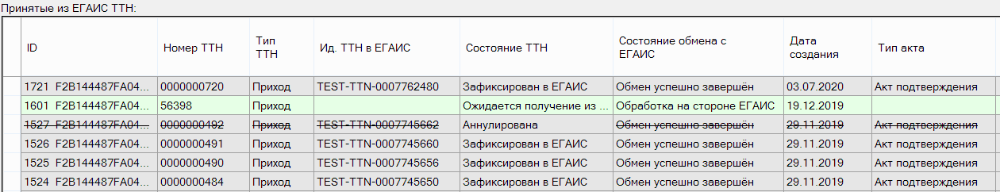 Принятые из ЕГАИС ТТН:
ID Номер ТТН Тип ТТН Ид. ТТН в ЕГАИС Состояние ТТН Состояние обмена с ЕГАИС Дата создания Тип акта
1721 F2B144487FA04... 0000000720 Приход TEST-TTN-0007762480 Зафиксирован в ЕГАИС Обмен успешно завершён 03.07.2020 Акт подтверждения
1601 F2B144487FA04... 56398 Приход Ожидается получение из ... Обработка на стороне ЕГАИС 19.12.2019
1527 F2B144487FA04... 0000000492 Приход TEST-TTN-0007745662 Аннулирована Обмен успешно завершён 29.11.2019 Акт подтверждения
1526 F2B144487FA04... 0000000491 Приход TEST-TTN-0007745660 Зафиксирован в ЕГАИС Обмен успешно завершён 29.11.2019 Акт подтверждения
1525 F2B144487FA04... 0000000490 Приход TEST-TTN-0007745656 Зафиксирован в ЕГАИС Обмен успешно завершён 29.11.2019 Акт подтверждения
1524 F2B144487FA04... 0000000484 Приход TEST-TTN-0007745650 Зафиксирован в ЕГАИС Обмен успешно завершён 29.11.2019 Акт подтверждения